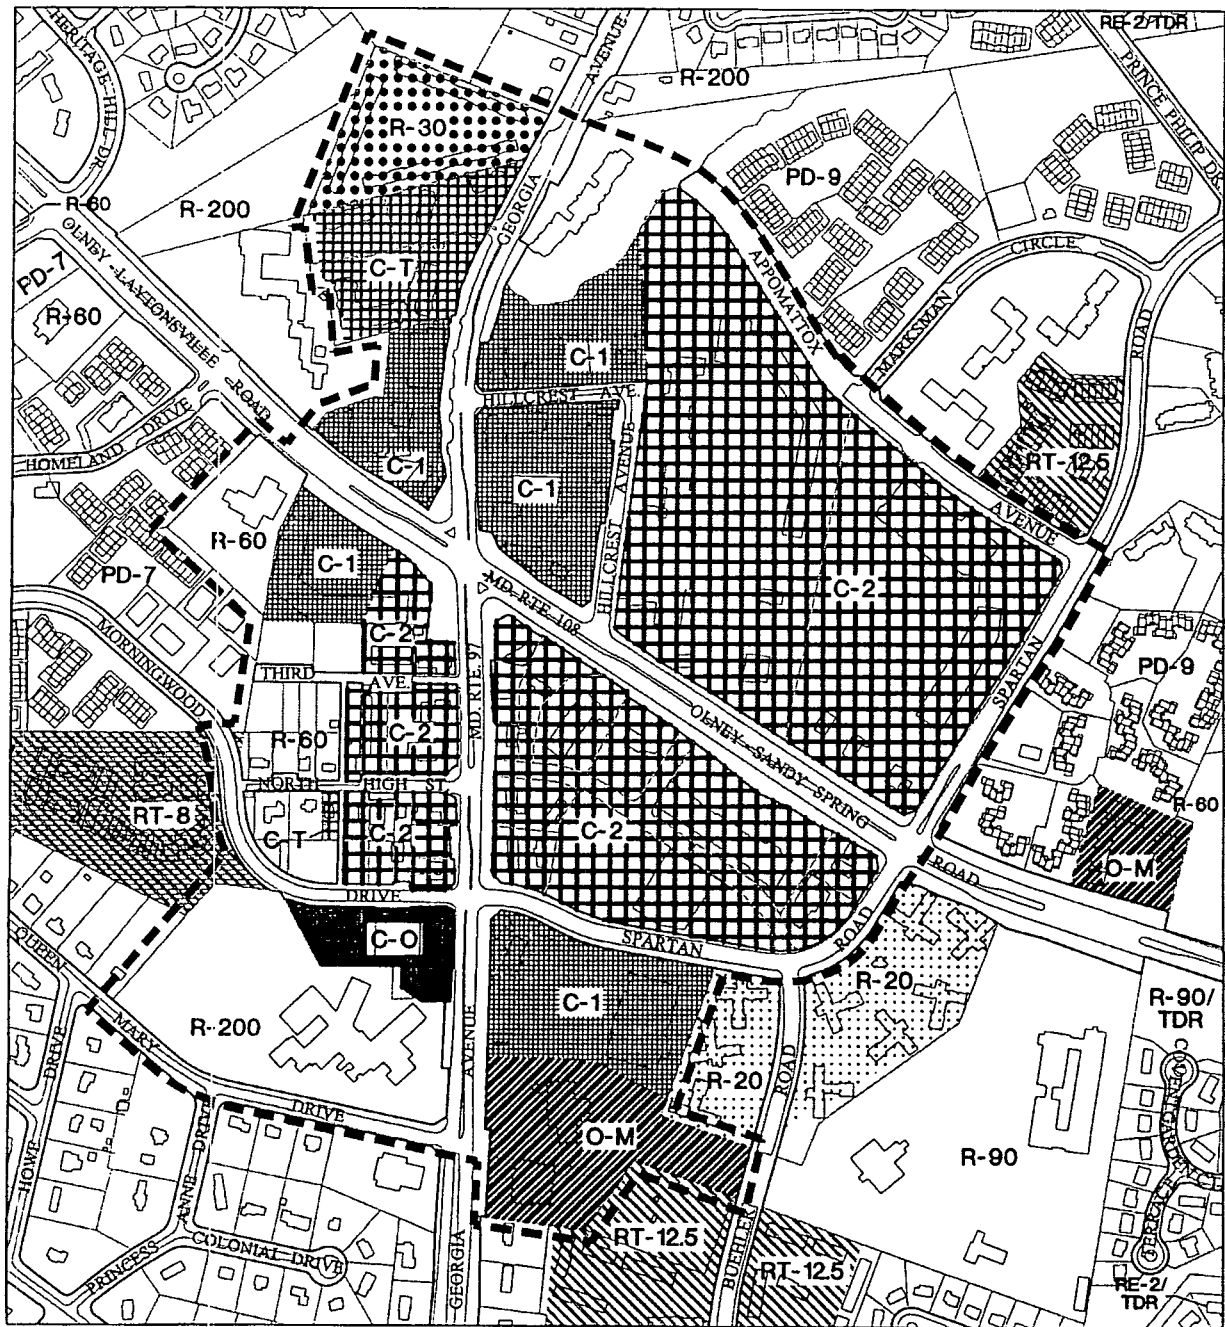 HERITAGE HILL DR.
AVENUE
RE-2/TDR
PRINCE PHILIP DR.
R-200
R-30
PD-9
R-60
R-200
GEORGIA
OLNEY-LAYTONSVILLE ROAD
C-T
APPOMATTOX
MARKSMAN CIRCLE
PD-7
R-60
ROAD
C-1
HILLCREST AVE.
HOMELAND DRIVE
C-1
C-1
HILLCREST AVENUE
RT-12.5
AVENUE
R-60
C-1
PD-7
MD. RTE. 108
C-2
C-2
MORNINGWOOD
THIRD AVE.
MD. RTE. 97
SPARTAN
PD-9
OLNEY-SANDY SPRING
R-60
C-2
NORTH HIGH ST.
RT-8
C-T
C-2
C-2
R-60
O-M
ROAD
DRIVE
C-O
SPARTAN
ROAD
QUEEN MARY DRIVE
R-200
AVENUE
C-1
R-20
R-90/
TDR
R-20
ROAD
HOWE DRIVE
ANNE DRIVE
O-M
R-90
PRINCESS
COLONIAL DRIVE
GEORGIA
RT-12.5
BUEHLER
RT-12.5
RE-2/
TDR